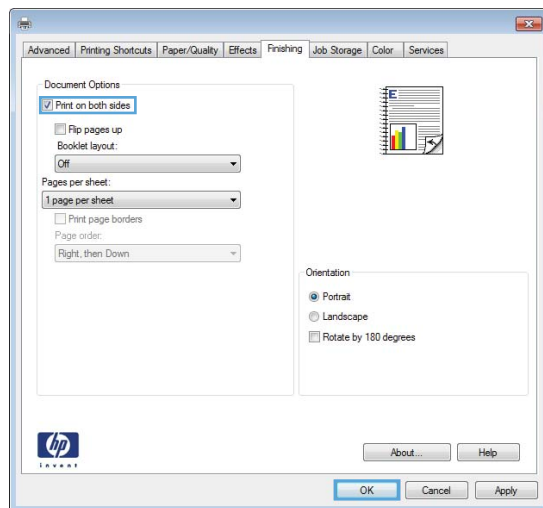 Advanced Printing Shortcuts Paper/Quality Effects Finishing Job Storage Color Services
Document Options
Print on both sides
Flip pages up
Booklet layout:
Off
Pages per sheet:
1 page per sheet
Print page borders
Page order:
Right, then Down
E
Orientation
Portrait
Landscape
Rotate by 180 degrees
hp
invent
About... Help
OK Cancel Apply